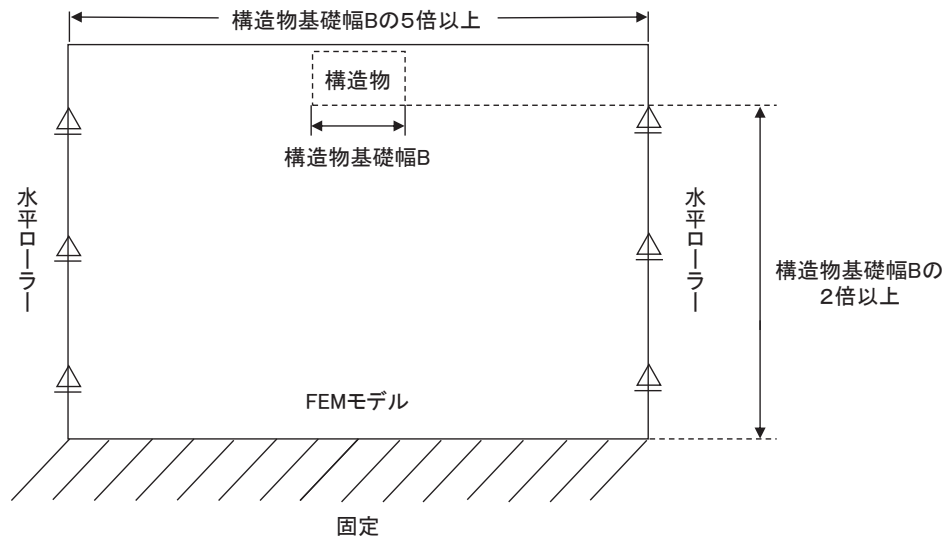 構造物基礎幅Bの5倍以上
構造物
構造物基礎幅B
水平ローラー
水平ローラー
構造物基礎幅Bの
2倍以上
FEMモデル
固定